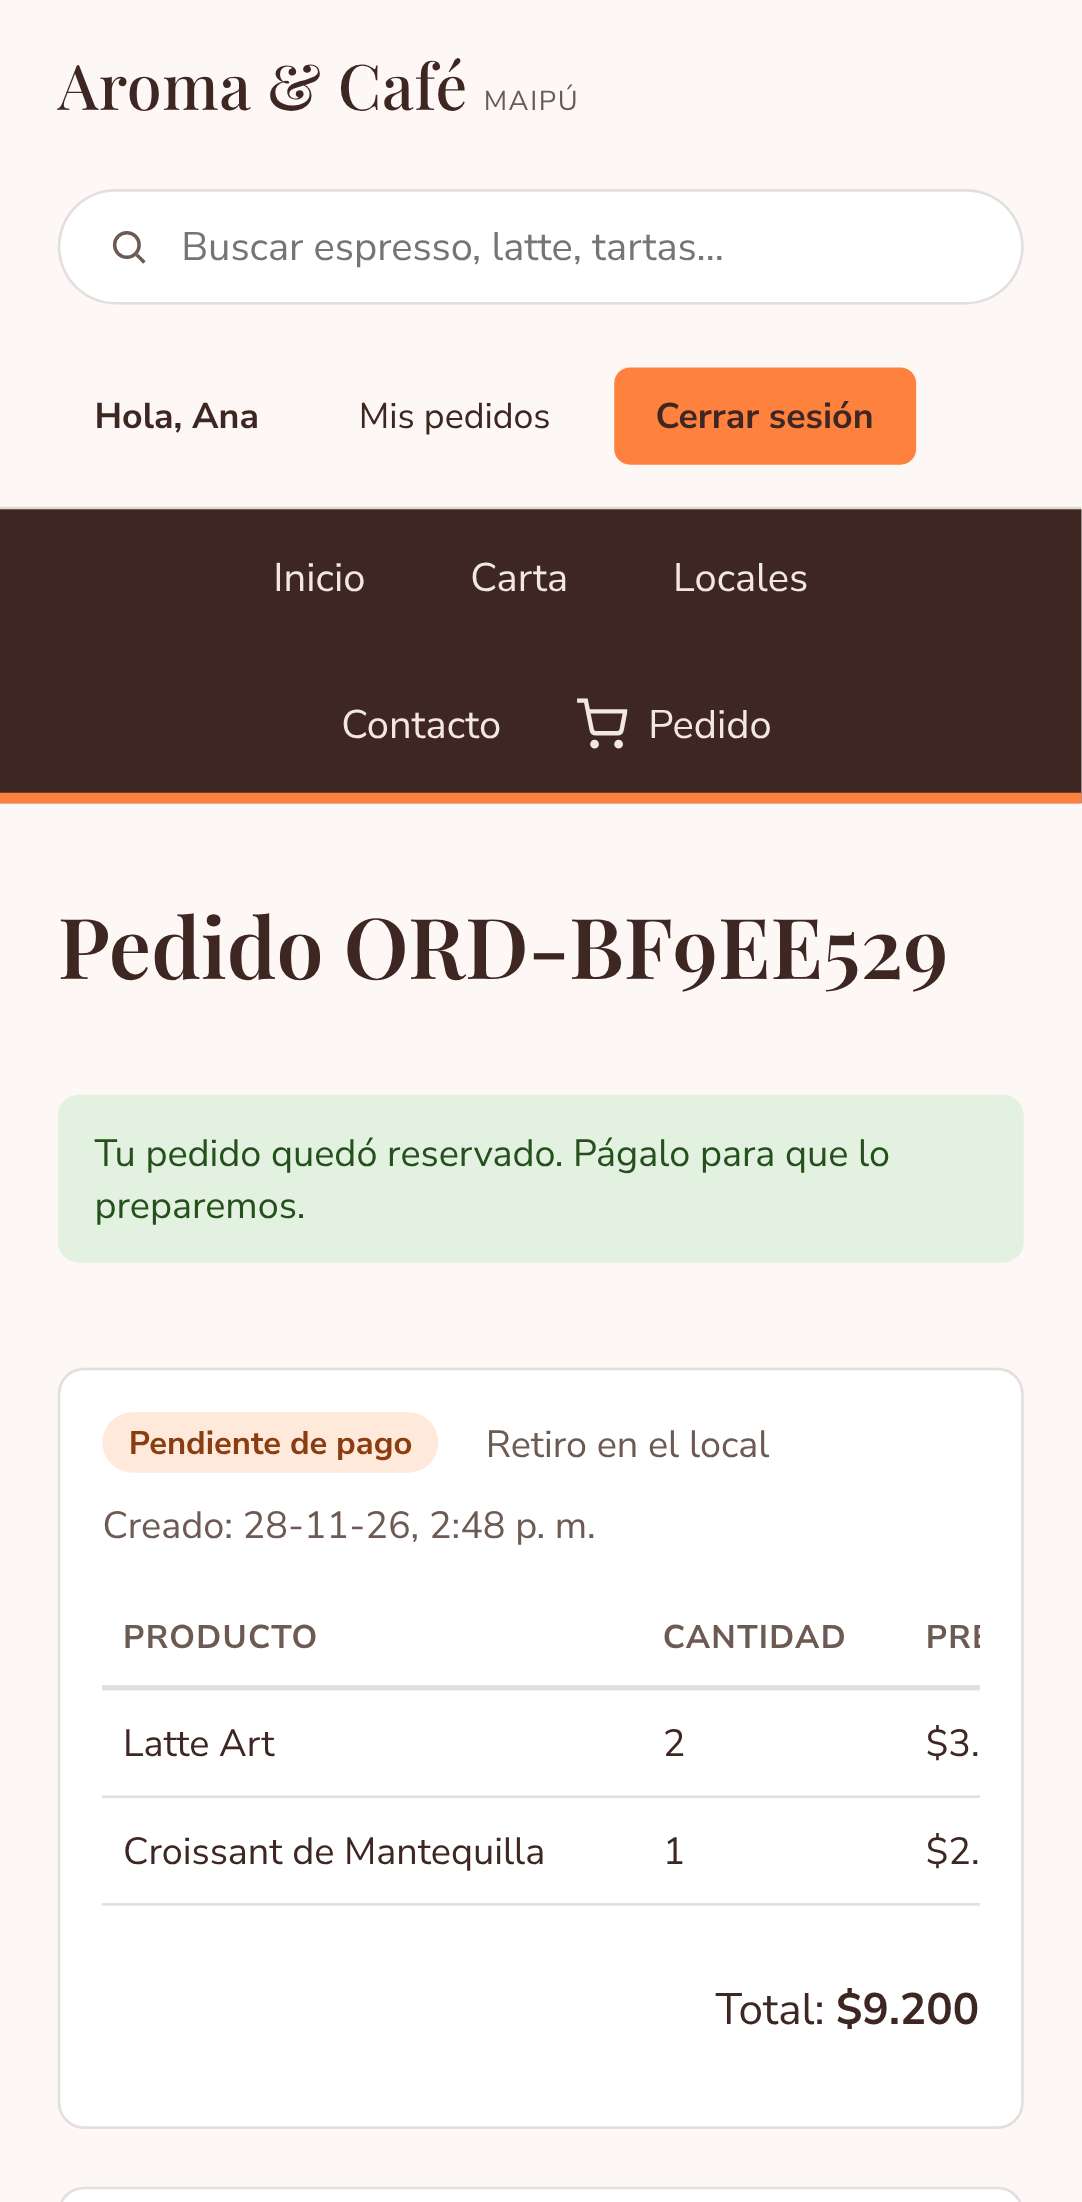 Aroma & Café MAIPÚ
Buscar espresso, latte, tartas...
Hola, Ana Mis pedidos Cerrar sesión
Inicio Carta Locales
Contacto Pedido
Pedido ORD-BF9EE529
Tu pedido quedó reservado. Págalo para que lo
preparemos.
Pendiente de pago Retiro en el local
Creado: 28-11-26, 2:48 p. m.
PRODUCTO CANTIDAD
Latte Art 2 $3.
Croissant de Mantequilla 1 $2.
Total: $9.200